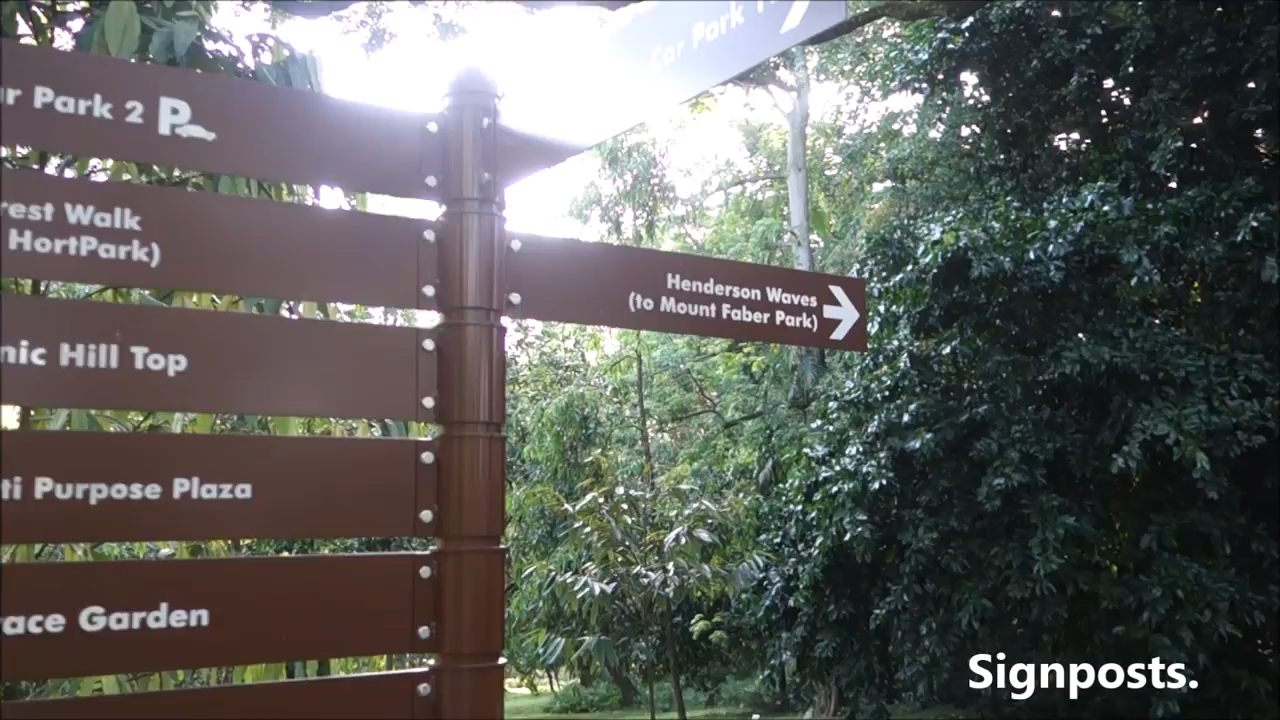 Car Park 1
r Park 2 P
rest Walk
HortPark)
nic Hill Top
ti Purpose Plaza
race Garden
Henderson Waves
(to Mount Faber Park)
Signposts.